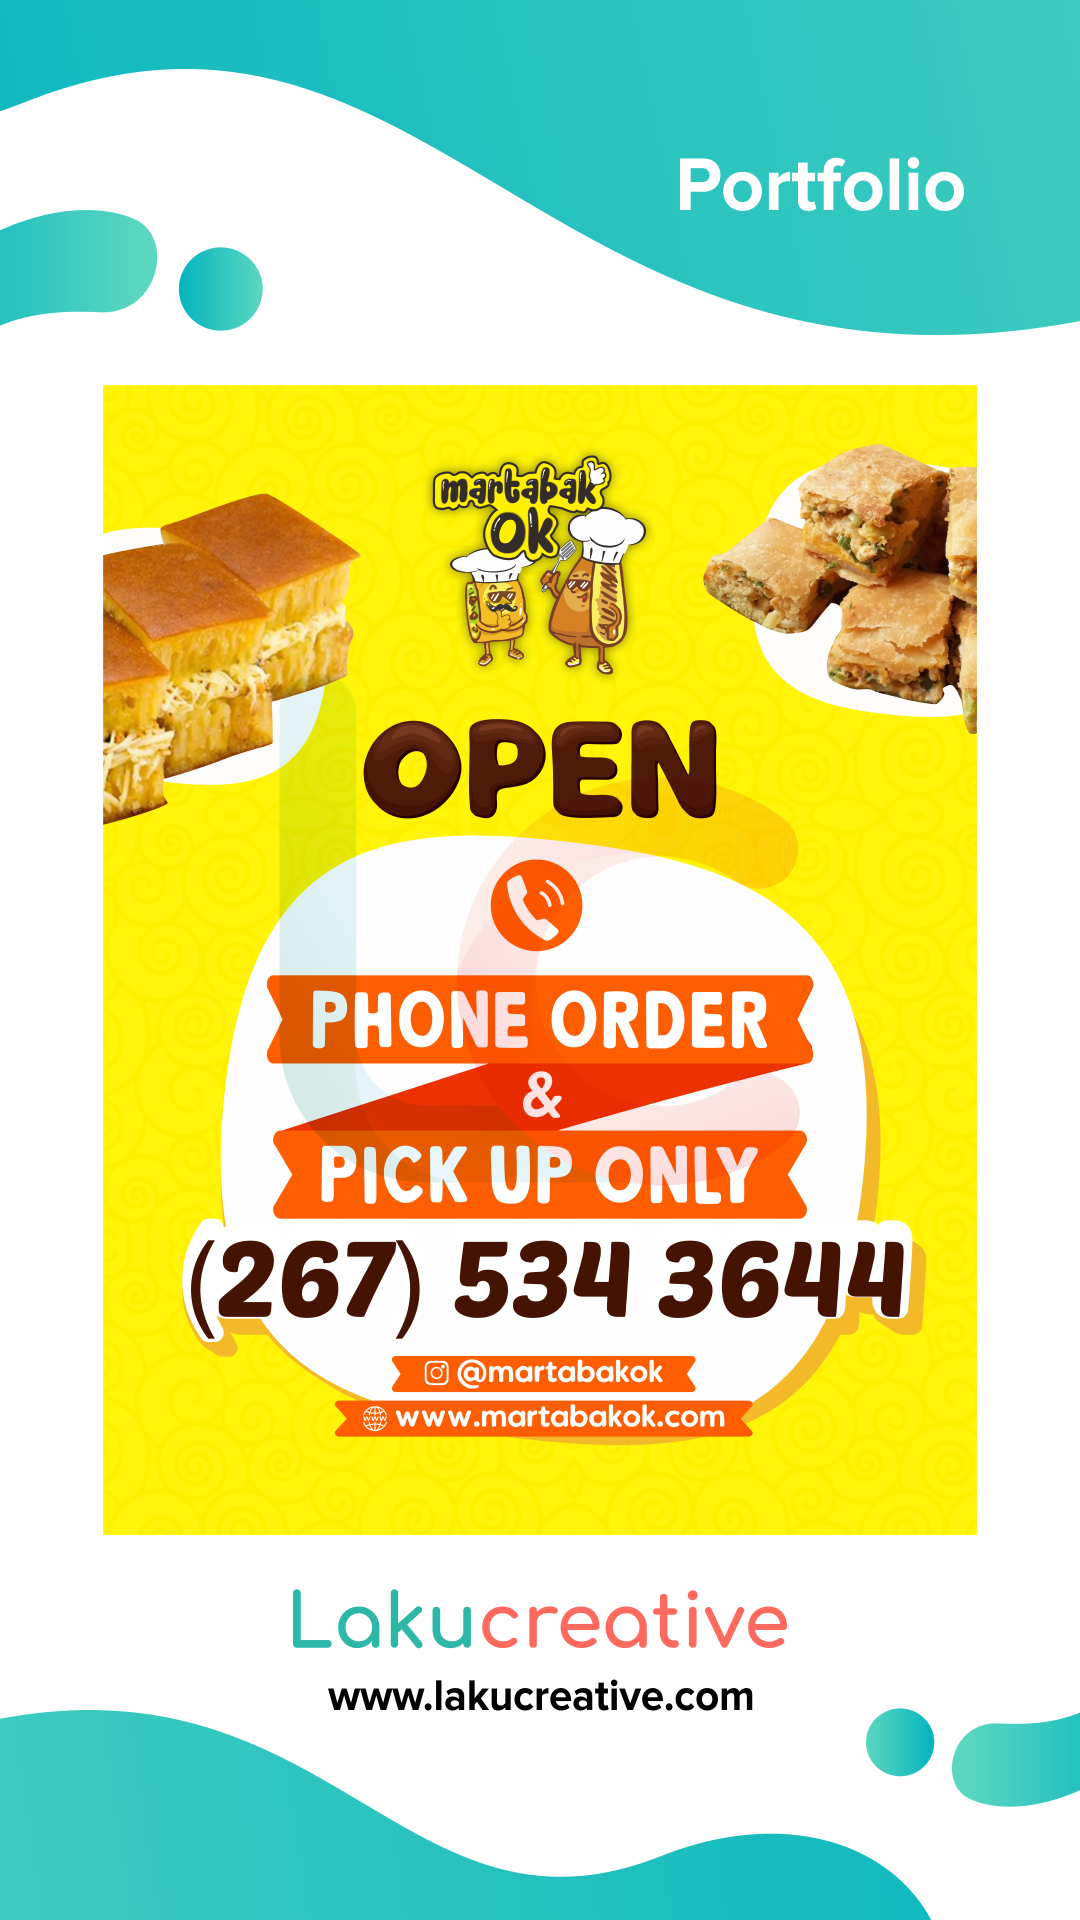 Portfolio
martabak
Ok
OPEN
PHONE ORDER
&
PICK UP ONLY
(267) 534 3644
@martabakok
www.martabakok.com
Lakucreative
www.lakucreative.com